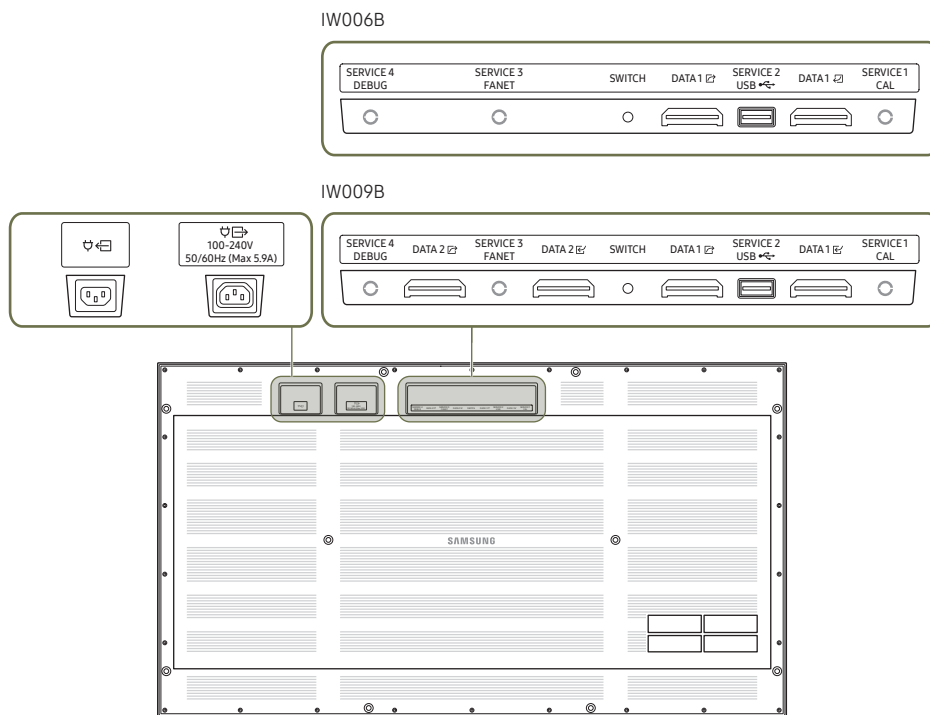 IW006B
SERVICE 4 SERVICE 3 SWITCH DATA 1 SERVICE 2 DATA 1 SERVICE 1
DEBUG FANET USB CAL
IW009B
100-240V
50/60Hz (Max 5.9A)
SERVICE 4 DATA 2 SERVICE 3 DATA 2 SWITCH DATA 1 SERVICE 2 DATA 1 SERVICE 1
DEBUG FANET USB CAL
SAMSUNG